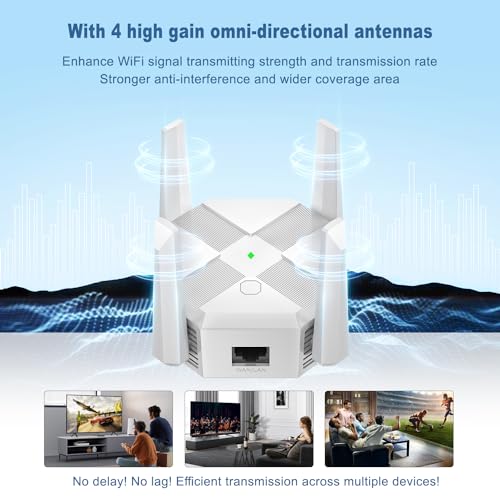 With 4 high gain omni-directional antennas
Enhance WiFi signal transmitting strength and transmission rate
Stronger anti-interference and wider coverage area
WAN/LAN
No delay! No lag! Efficient transmission across multiple devices!